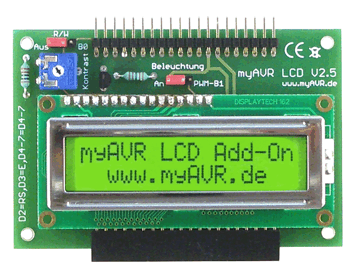 R/W
Aus
B0
Kontrast
Beleuchtung
An
PWM-B1
CE
myAVR LCD V2.5
www.myAVR.de
DISPLAYTECH 162
D2=RS,D3=E,D4-7=D4-7
myAVR LCD Add-On
www.myAVR.de